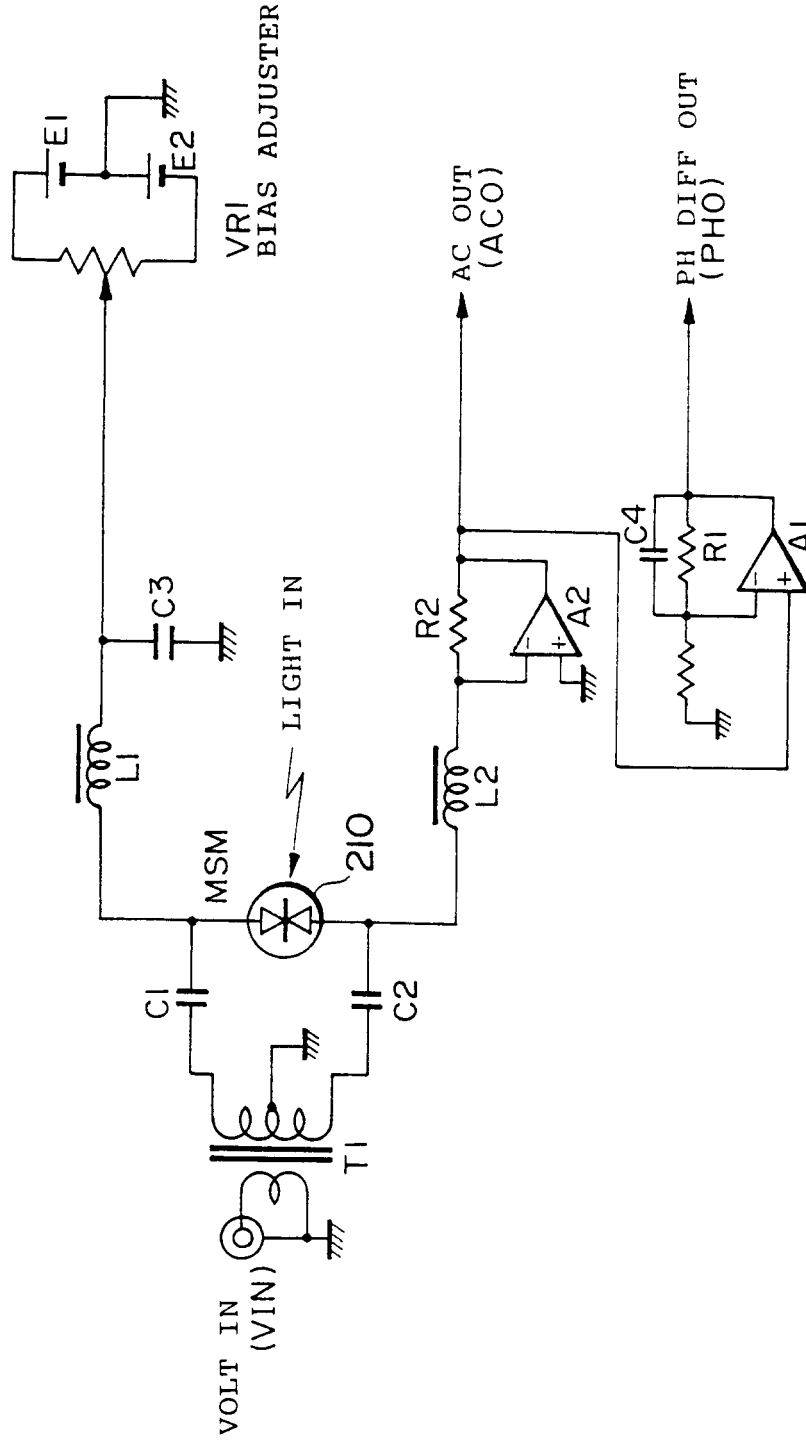 VOLT IN
(VIN)
T1
C1
C2
MSM
210
LIGHT IN
L1
C3
E1
E2
VR1
BIAS ADJUSTER
L2
R2
-
+
A2
AC OUT
(ACO)
C4
R1
-
+
A1
PH DIFF OUT
(PHO)